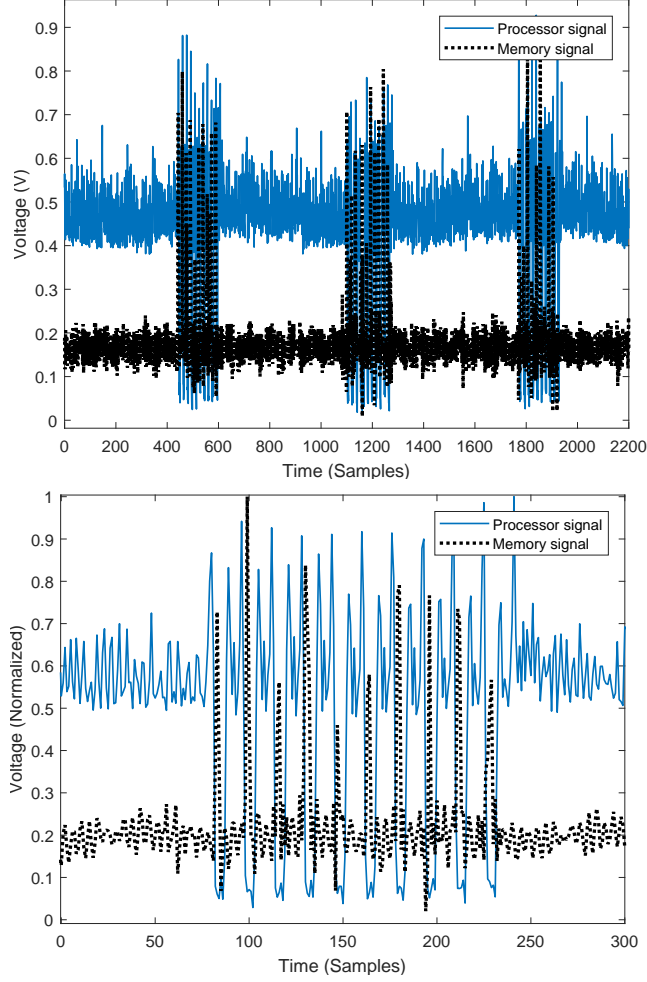 Processor signal
Memory signal
Voltage (V)
0.9
0.8
0.7
0.6
0.5
0.4
0.3
0.2
0.1
0
0 200 400 600 800 1000 1200 1400 1600 1800 2000 2200
Time (Samples)
Processor signal
Memory signal
Voltage (Normalized)
1
0.9
0.8
0.7
0.6
0.5
0.4
0.3
0.2
0.1
0
0 50 100 150 200 250 300
Time (Samples)